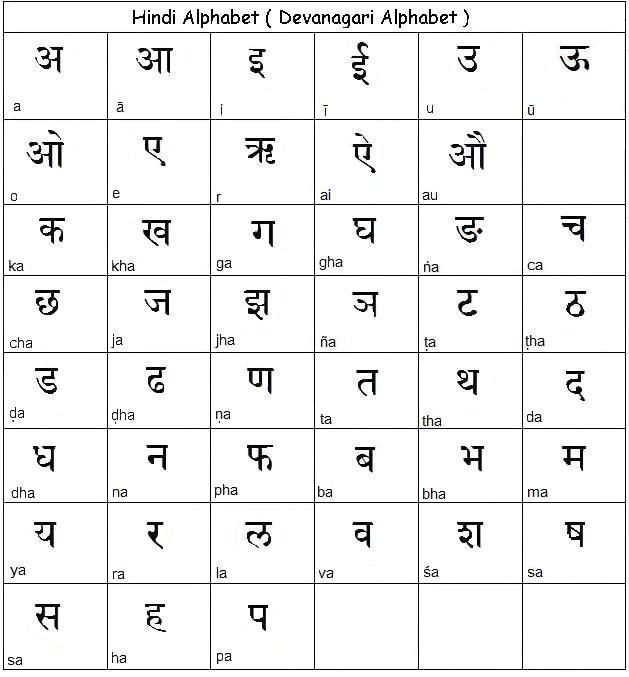 Hindi Alphabet ( Devanagari Alphabet )
अ आ इ ई उ ऊ
a ā i ī u ū
ओ ए ऋ ऐ औ
o e r ai au
क ख ग घ ङ च
ka kha ga gha ṅa ca
छ ज झ ञ ट ठ
cha ja jha ña ṭa ṭha
ड ढ ण त थ द
ḍa ḍha ṇa ta tha da
ध न फ ब भ म
dha na pha ba bha ma
य र ल व श ष
ya ra la va śa sa
स ह प
sa ha pa